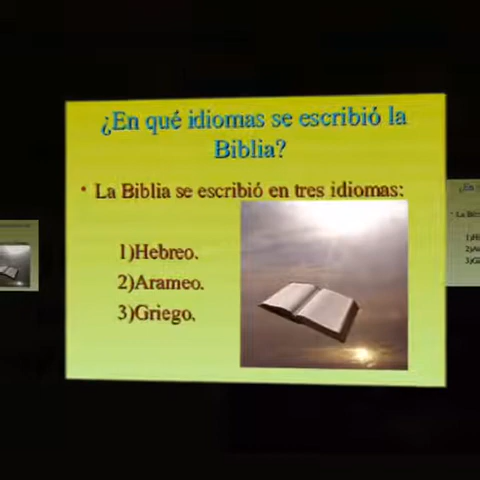 ¿En qué idiomas se escribió la
Biblia?
• La Biblia se escribió en tres idiomas:
1)Hebreo.
2)Arameo.
3)Griego.